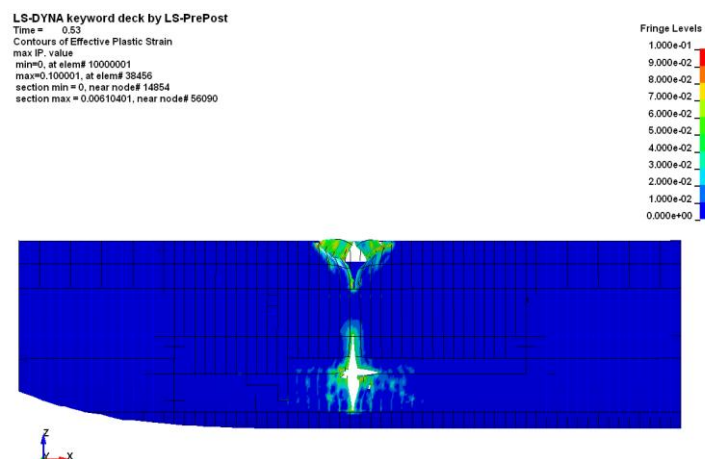 LS-DYNA keyword deck by LS-PrePost
Time = 0.53
Contours of Effective Plastic Strain
max IP. value
min=0, at elem# 10000001
max=0.100001, at elem# 38456
section min = 0, near node# 14854
section max = 0.00610401, near node# 56090
Fringe Levels
1.000e-01
9.000e-02
8.000e-02
7.000e-02
6.000e-02
5.000e-02
4.000e-02
3.000e-02
2.000e-02
1.000e-02
0.000e+00
Z
Y X